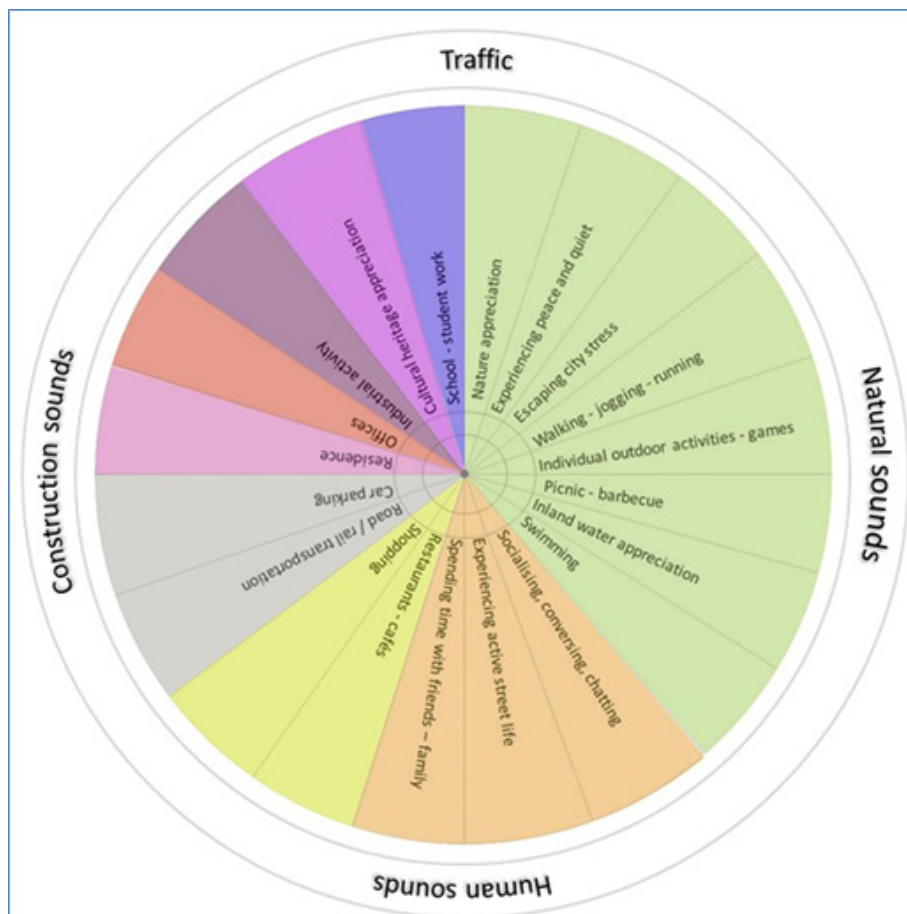 Traffic
Natural sounds
Human sounds
Construction sounds
Nature appreciation
Experiencing peace and quiet
Escaping city stress
Walking - jogging - running
Individual outdoor activities - games
Picnic - barbecue
Inland water appreciation
Swimming
Socialising, conversing, chatting
Experiencing active street life
Spending time with friends – family
Restaurants - cafés
Shopping
Road / rail transportation
Car parking
Residence
Offices
Industrial activity
Cultural heritage appreciation
School - student work